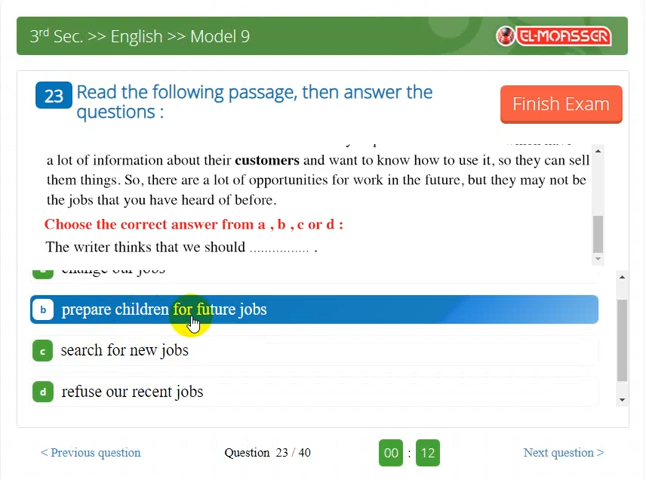 3rd Sec. >> English >> Model 9
EL-MOASSER
23
Read the following passage, then answer the
questions :
Finish Exam
a lot of information about their customers and want to know how to use it, so they can sell
them things. So, there are a lot of opportunities for work in the future, but they may not be
the jobs that you have heard of before.
Choose the correct answer from a , b , c or d :
The writer thinks that we should ................ .
a change our jobs
b prepare children for future jobs
c search for new jobs
d refuse our recent jobs
< Previous question
Question 23 / 40
00 : 12
Next question >